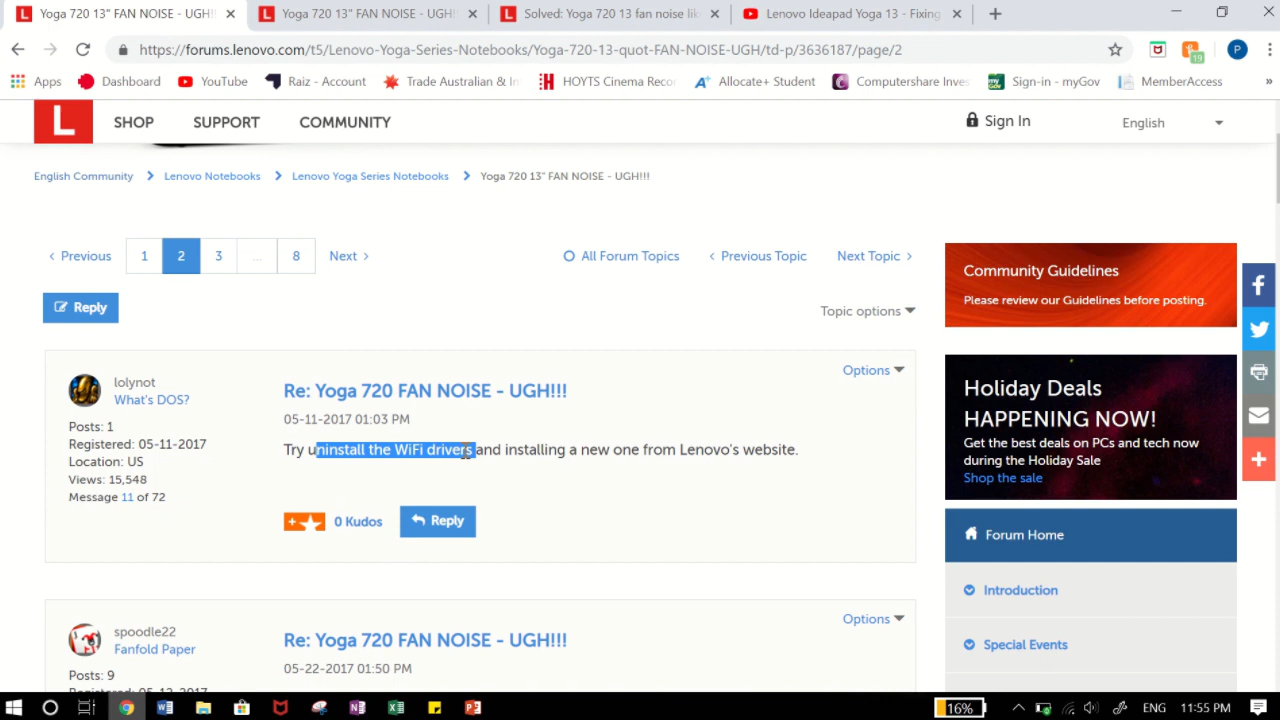 Yoga 720 13" FAN NOISE - UGH!!
Yoga 720 13" FAN NOISE - UGH!
Solved: Yoga 720 13 fan noise lik
Lenovo Ideapad Yoga 13 - Fixing
https://forums.lenovo.com/t5/Lenovo-Yoga-Series-Notebooks/Yoga-720-13-quot-FAN-NOISE-UGH/td-p/3636187/page/2
19
P
Apps
Dashboard
YouTube
Raiz - Account
Trade Australian & In
HOYTS Cinema Reco
Allocate+ Student
Computershare Inves
Sign-in - myGov
MemberAccess
»
L
SHOP
SUPPORT
COMMUNITY
Sign In
English
English Community
Lenovo Notebooks
Lenovo Yoga Series Notebooks
Yoga 720 13" FAN NOISE - UGH!!!
Previous
1
2
3
...
8
Next
All Forum Topics
Previous Topic
Next Topic
Reply
Topic options
lolynot
What's DOS?
Posts: 1
Registered: 05-11-2017
Location: US
Views: 15,548
Message 11 of 72
Options
Re: Yoga 720 FAN NOISE - UGH!!!
05-11-2017 01:03 PM
Try uninstall the WiFi drivers and installing a new one from Lenovo's website.
0 Kudos
Reply
spoodle22
Fanfold Paper
Posts: 9
Options
Re: Yoga 720 FAN NOISE - UGH!!!
05-22-2017 01:50 PM
Community Guidelines
Please review our Guidelines before posting.
Holiday Deals
HAPPENING NOW!
Get the best deals on PCs and tech now
during the Holiday Sale
Shop the sale
Forum Home
Introduction
Special Events
16%
ENG
11:55 PM